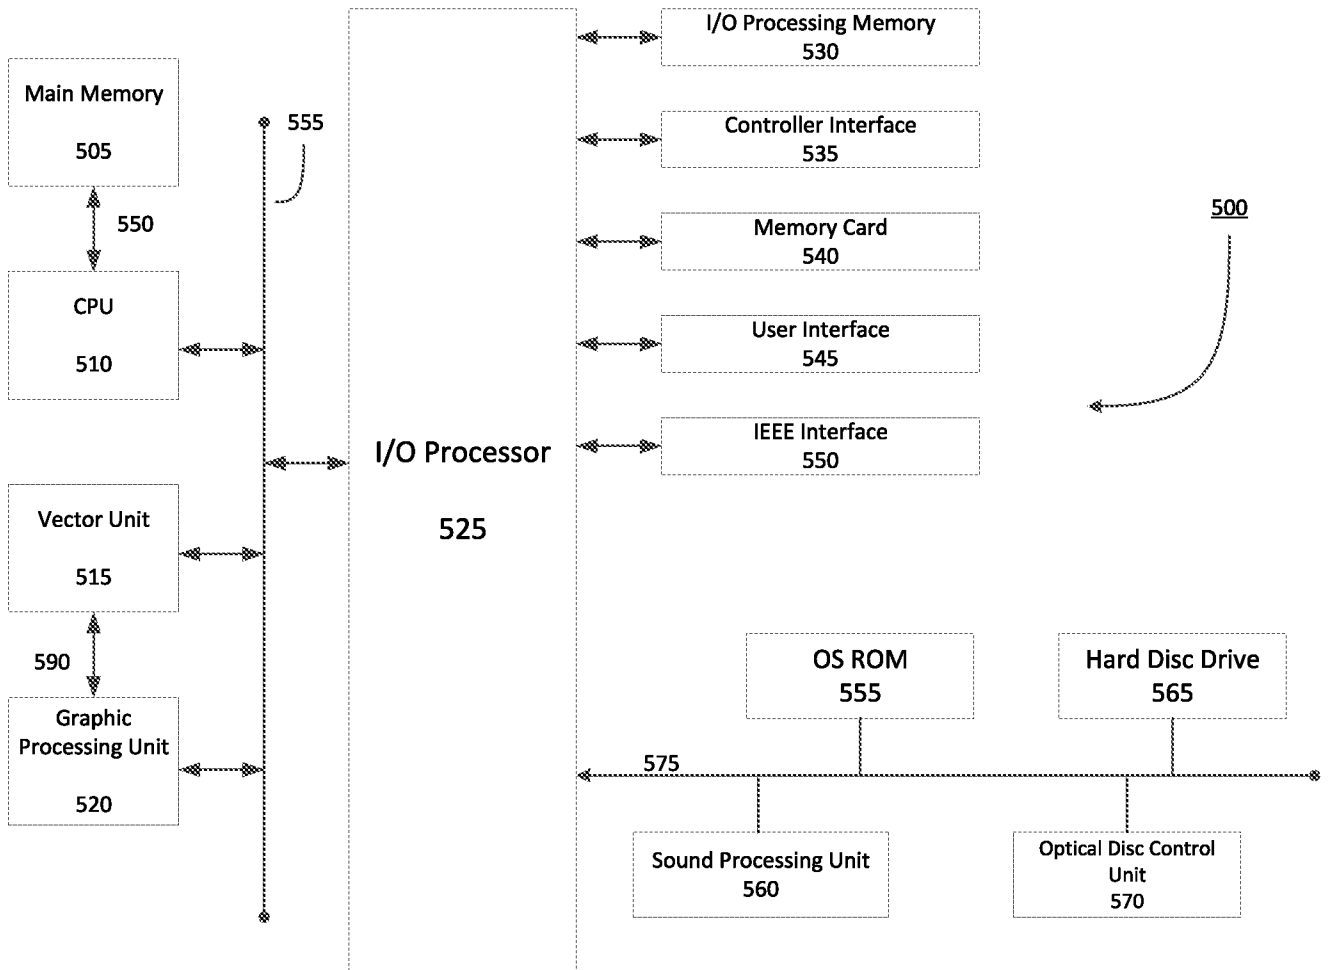 Main Memory
505
550
CPU
510
Vector Unit
515
590
Graphic
Processing Unit
520
555
I/O Processor
525
I/O Processing Memory
530
Controller Interface
535
Memory Card
540
User Interface
545
IEEE Interface
550
500
OS ROM
555
Hard Disc Drive
565
575
Sound Processing Unit
560
Optical Disc Control
Unit
570